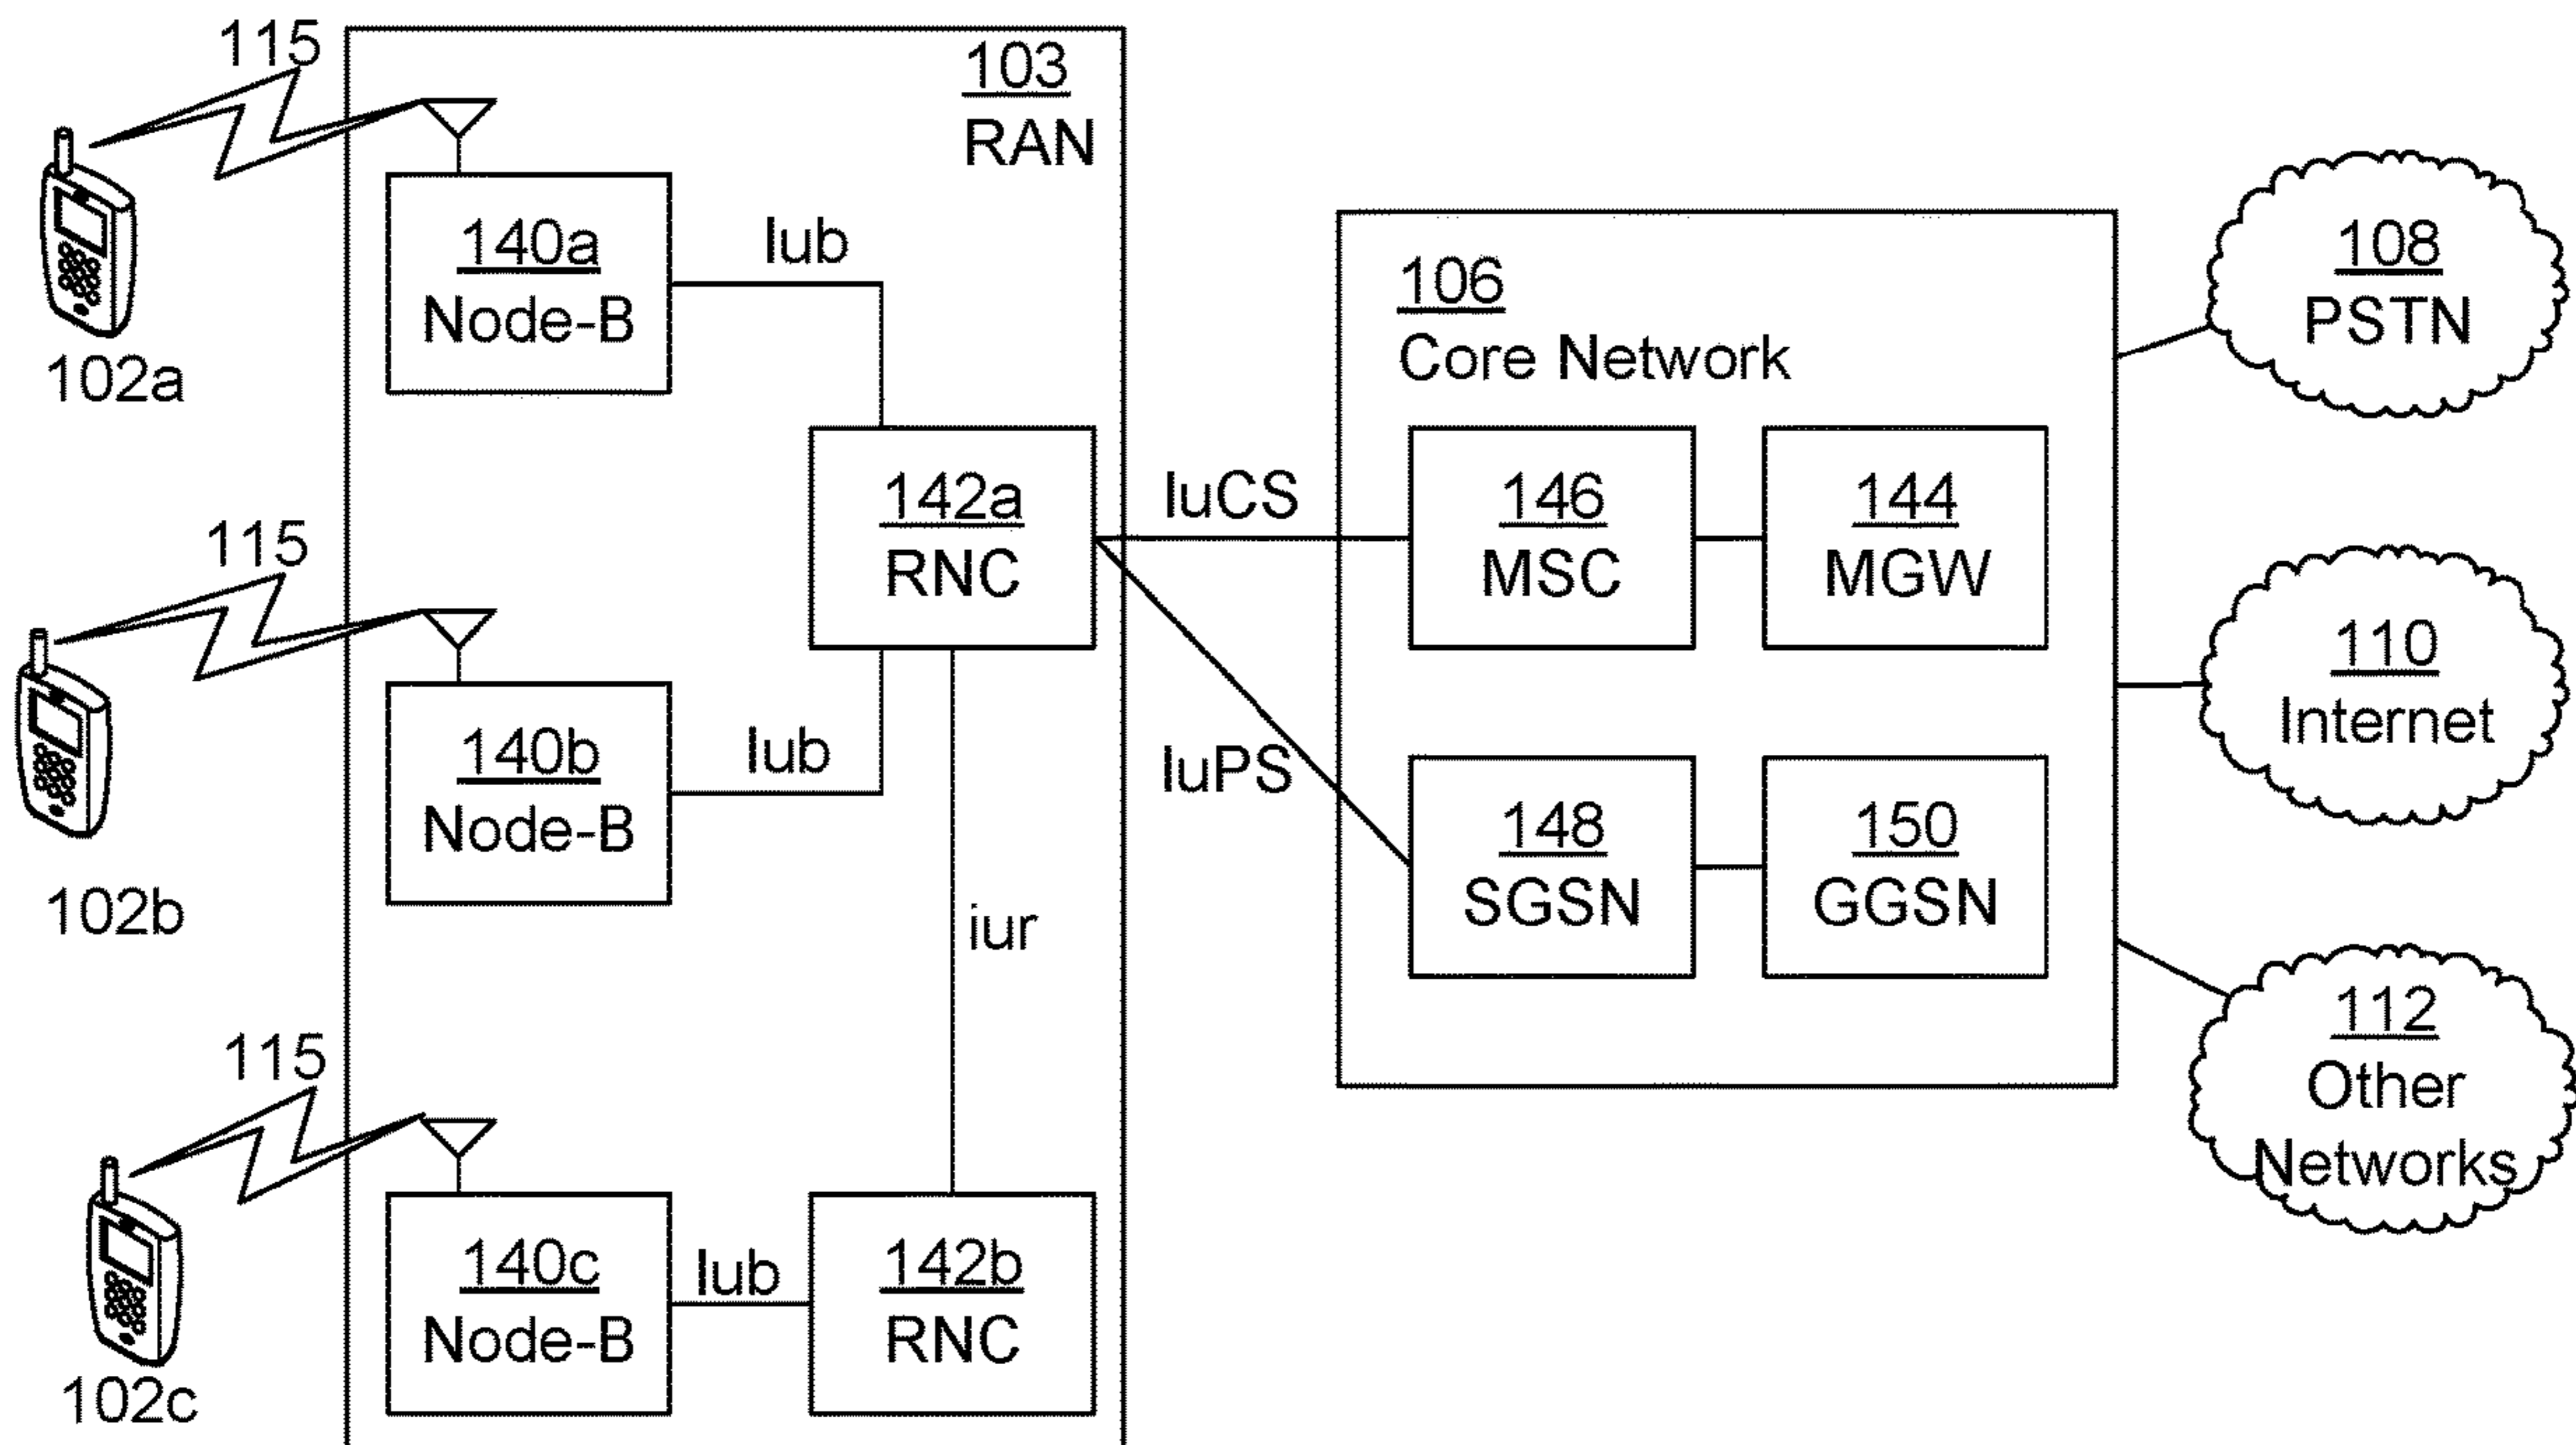 115
103
RAN
102a
140a
Node-B
Iub
108
PSTN
106
Core Network
115
142a
RNC
IuCS
146
MSC
144
MGW
102b
140b
Node-B
Iub
IuPS
148
SGSN
150
GGSN
110
Internet
iur
115
112
Other
Networks
102c
140c
Node-B
Iub
142b
RNC